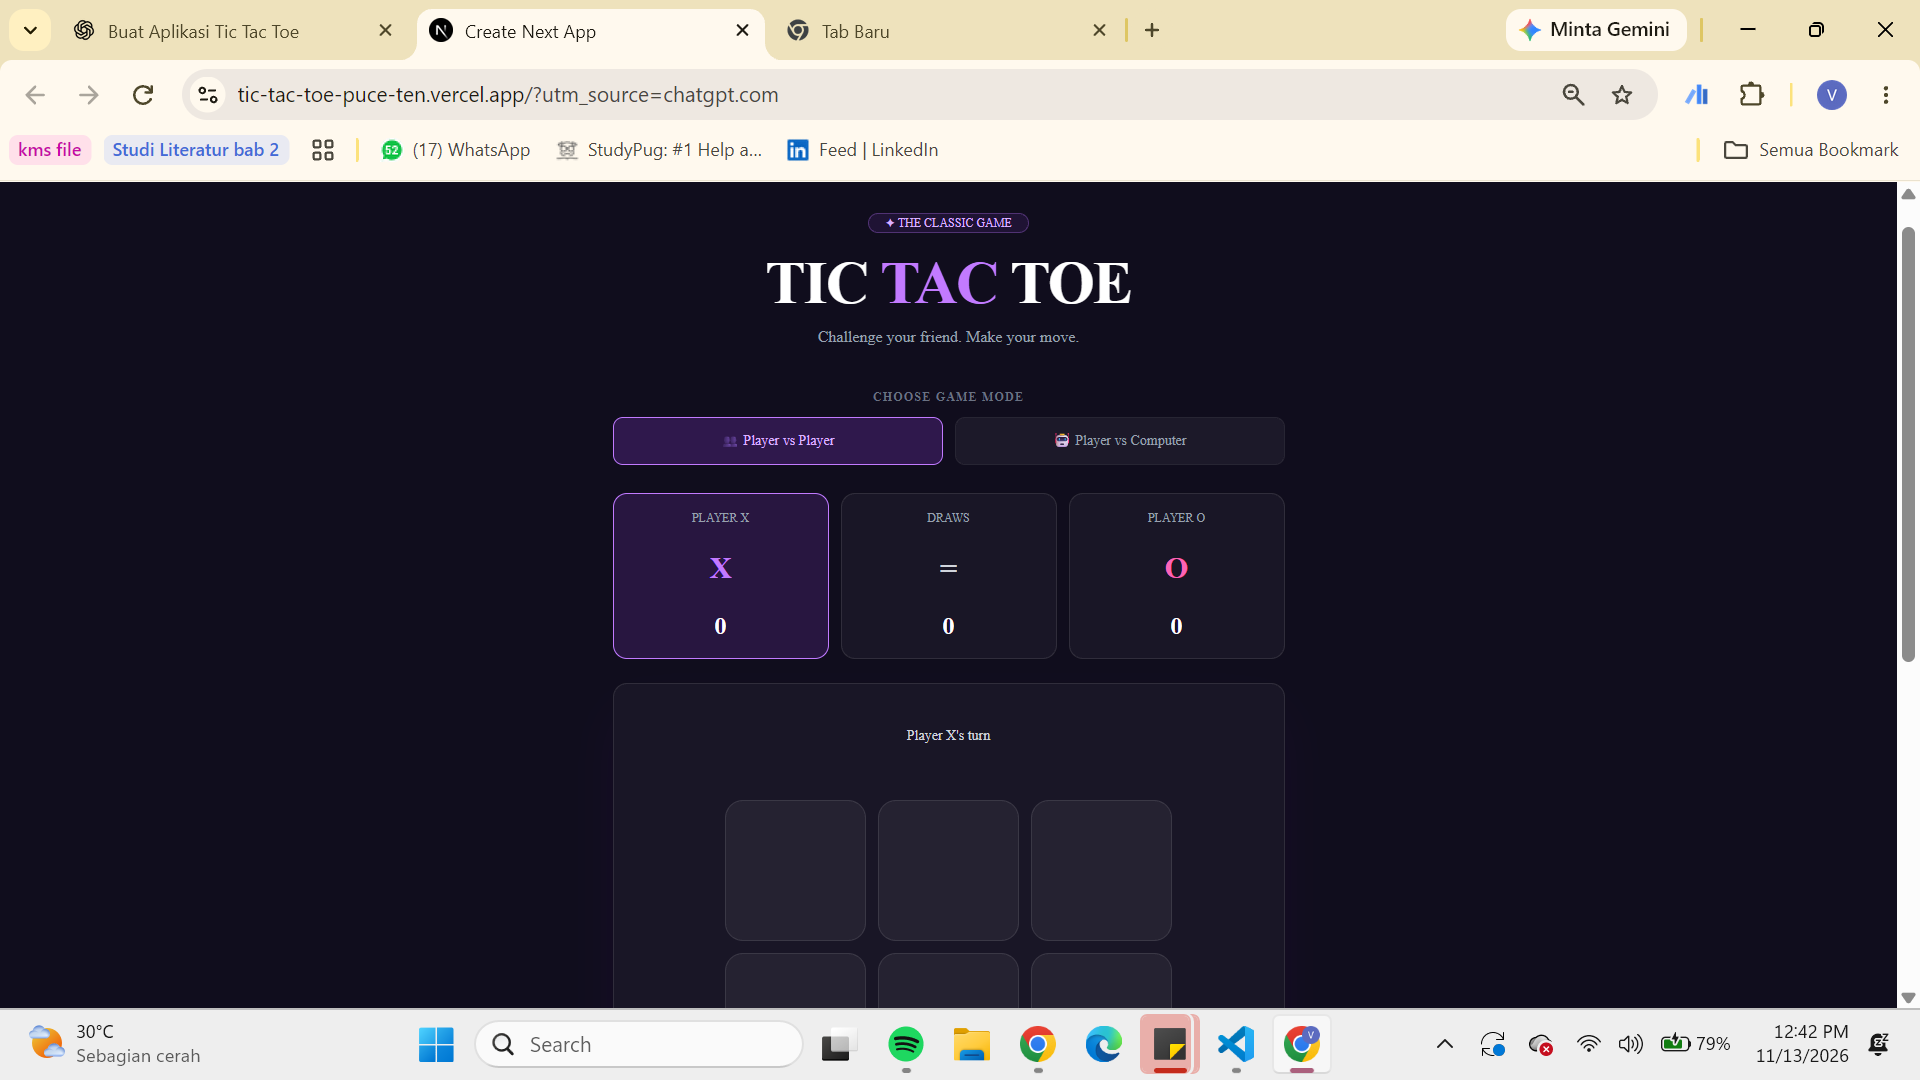 Buat Aplikasi Tic Tac Toe
Create Next App
Tab Baru
Minta Gemini
tic-tac-toe-puce-ten.vercel.app/?utm_source=chatgpt.com
V
kms file
Studi Literatur bab 2
52
(17) WhatsApp
StudyPug: #1 Help a...
Feed | LinkedIn
Semua Bookmark
✦ THE CLASSIC GAME
TIC TAC TOE
Challenge your friend. Make your move.
CHOOSE GAME MODE
Player vs Player
Player vs Computer
PLAYER X
X
0
DRAWS
=
0
PLAYER O
O
0
Player X's turn
30°C
Sebagian cerah
Search
V
79%
12:42 PM
11/13/2026